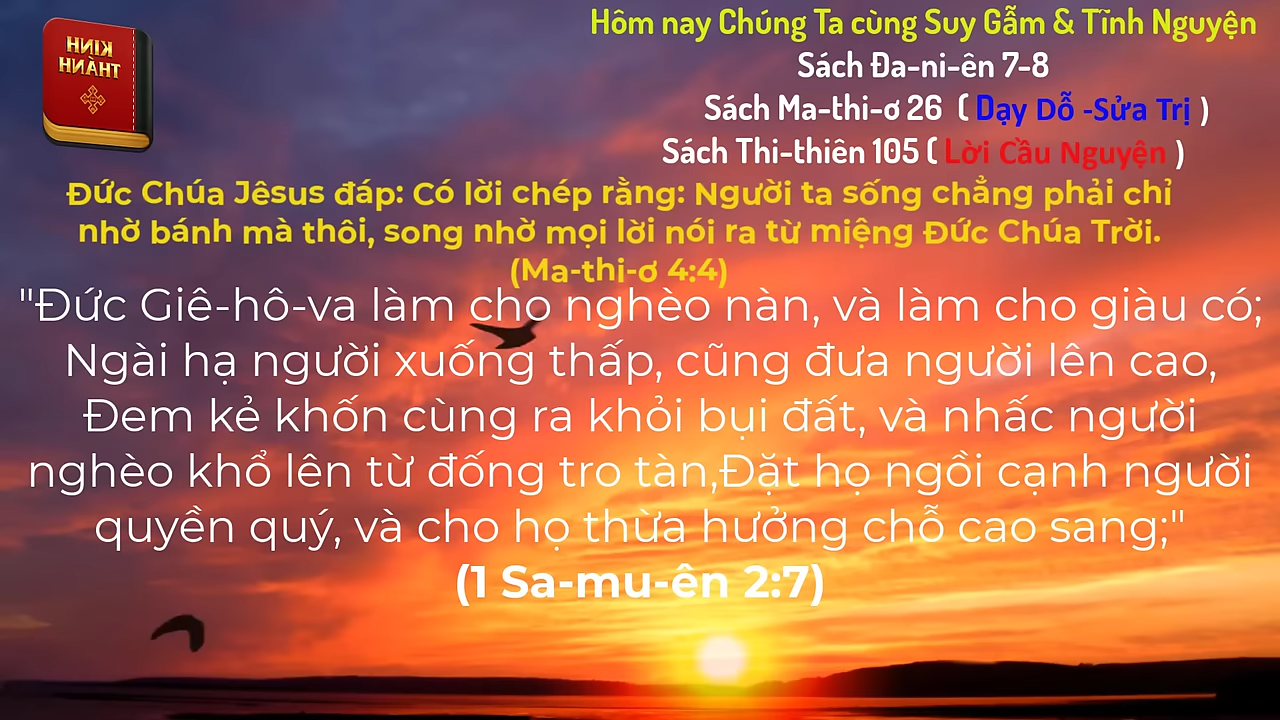 KINH
THÁNH
Hôm nay Chúng Ta cùng Suy Gẫm & Tĩnh Nguyện
Sách Đa-ni-ên 7-8
Sách Ma-thi-ơ 26 ( Dạy Dỗ -Sửa Trị )
Sách Thi-thiên 105 ( Lời Cầu Nguyện )
Đức Chúa Jêsus đáp: Có lời chép rằng: Người ta sống chẳng phải chỉ
nhờ bánh mà thôi, song nhờ mọi lời nói ra từ miệng Đức Chúa Trời.
(Ma-thi-ơ 4:4)
"Đức Giê-hô-va làm cho nghèo nàn, và làm cho giàu có;
Ngài hạ người xuống thấp, cũng đưa người lên cao,
Đem kẻ khốn cùng ra khỏi bụi đất, và nhấc người
nghèo khổ lên từ đống tro tàn,Đặt họ ngồi cạnh người
quyền quý, và cho họ thừa hưởng chỗ cao sang;"
(1 Sa-mu-ên 2:7)